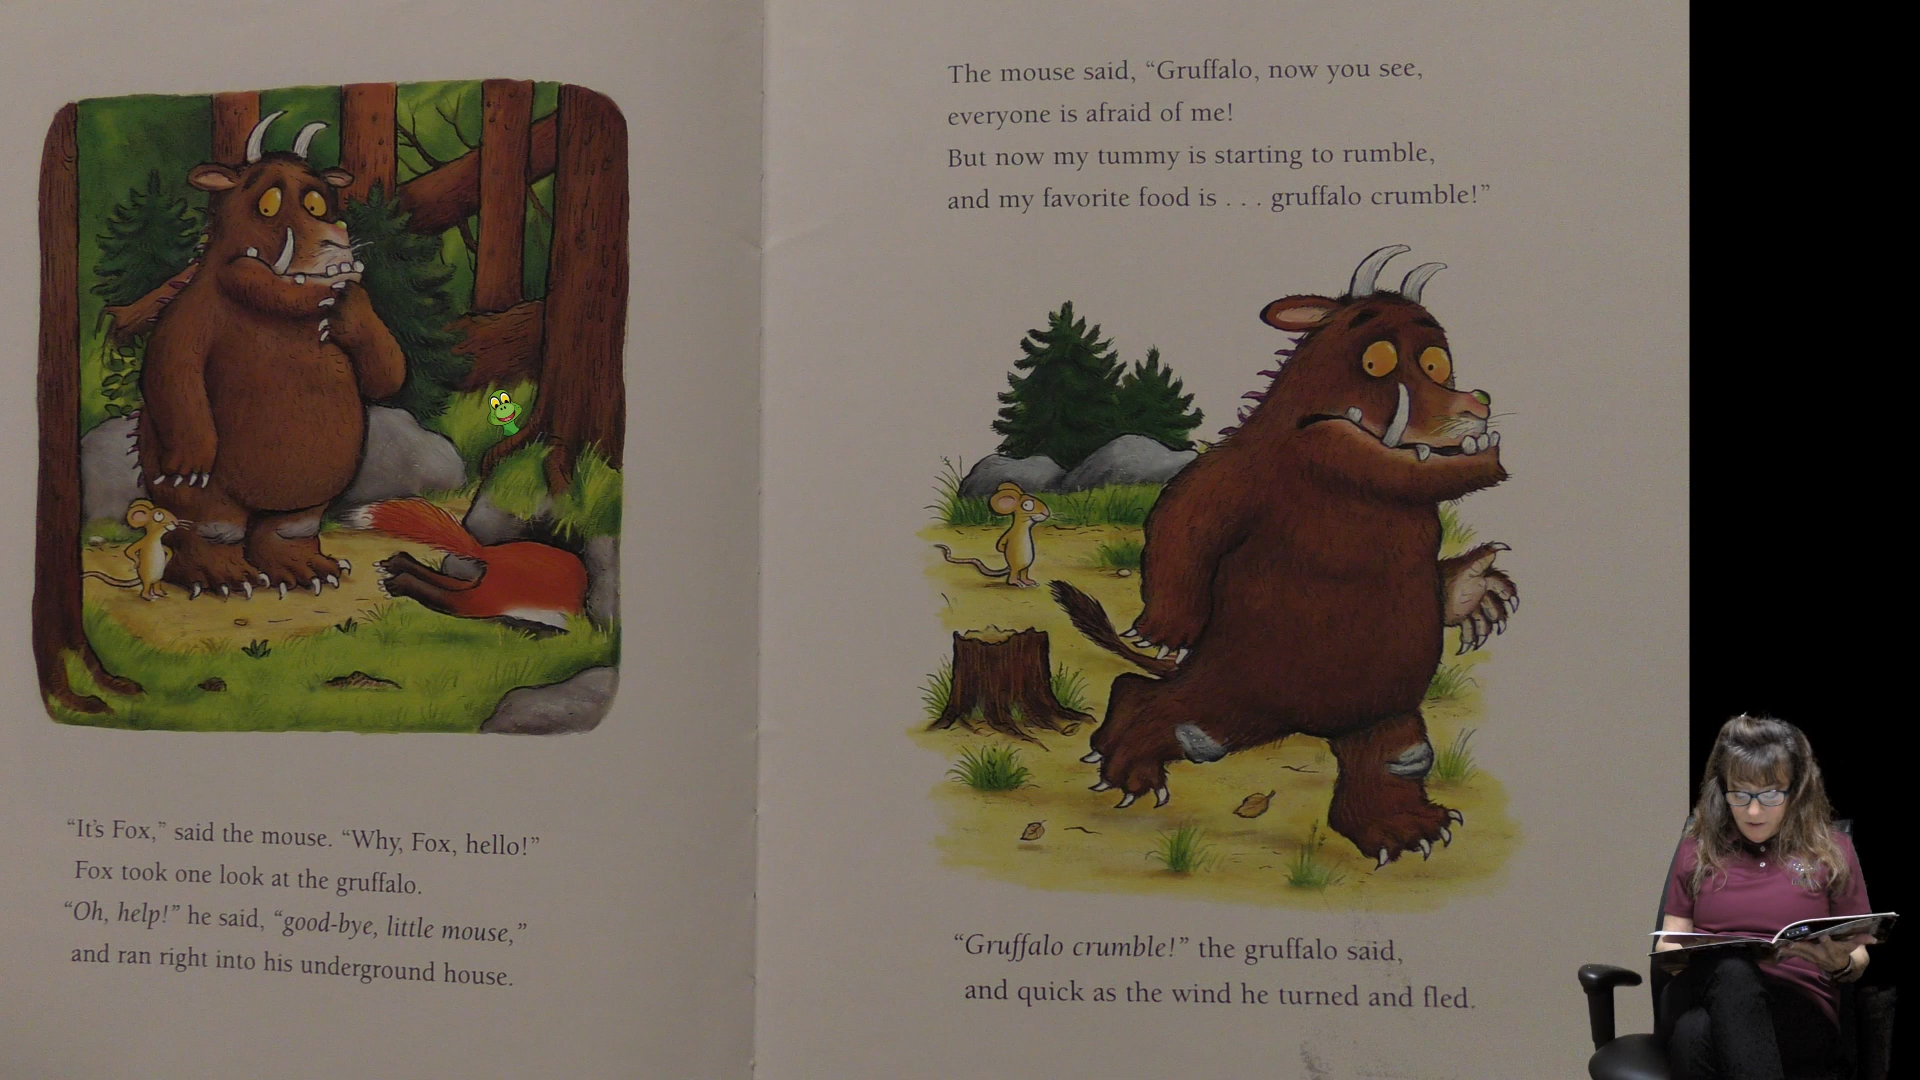 “It’s Fox,” said the mouse. “Why, Fox, hello!”
Fox took one look at the gruffalo.
“Oh, help!” he said, “good-bye, little mouse,”
and ran right into his underground house.
The mouse said, “Gruffalo, now you see,
everyone is afraid of me!
But now my tummy is starting to rumble,
and my favorite food is . . . gruffalo crumble!”
“Gruffalo crumble!” the gruffalo said,
and quick as the wind he turned and fled.